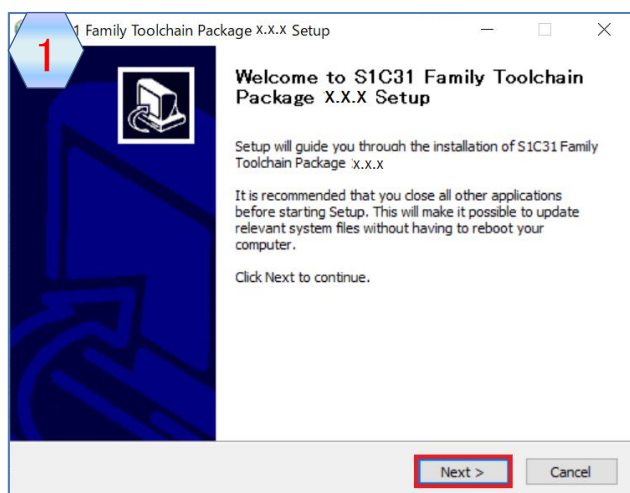 1
1 Family Toolchain Package X.X.X Setup
Welcome to S1C31 Family Toolchain
Package X.X.X Setup
Setup will guide you through the installation of S1C31 Family
Toolchain Package X.X.X
It is recommended that you close all other applications
before starting Setup. This will make it possible to update
relevant system files without having to reboot your
computer.
Click Next to continue.
Next >
Cancel